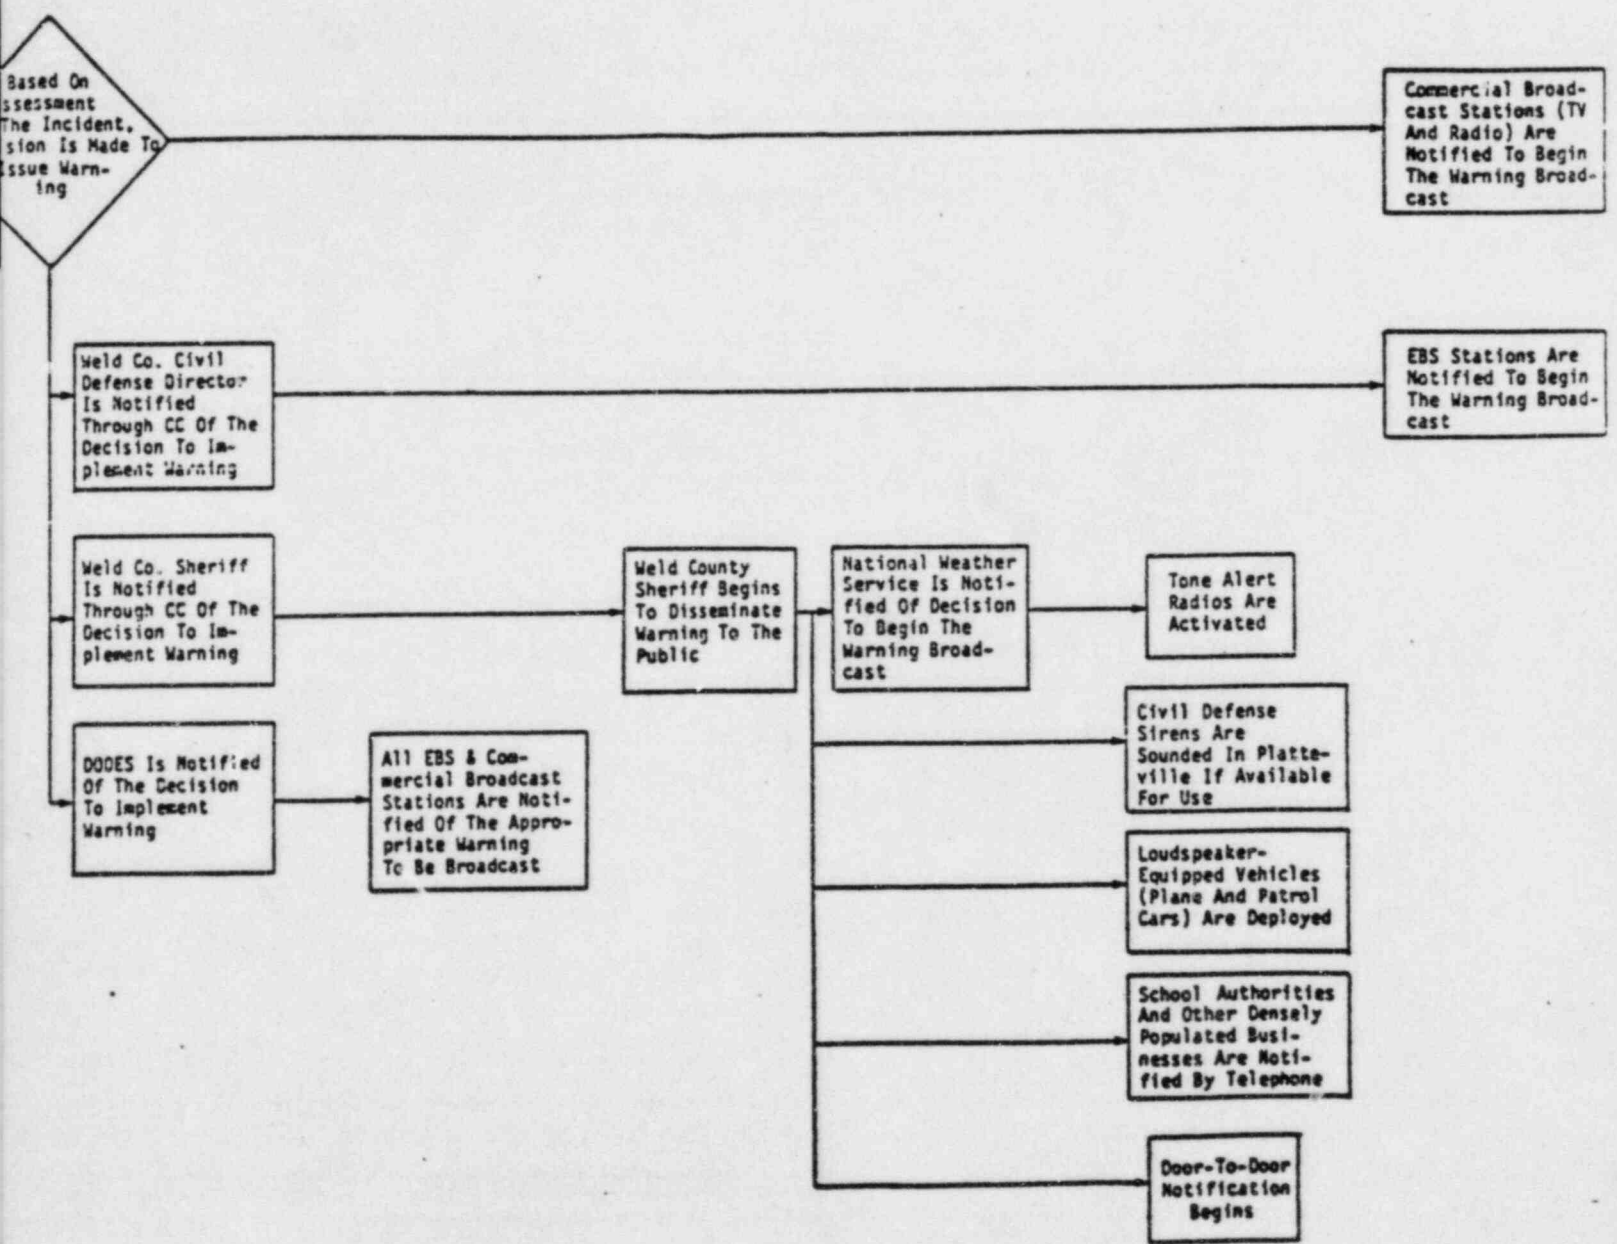 Based On
ssessment
The Incident,
sion Is Made To
Issue Warn-
ing
Commercial Broad-
cast Stations (TV
And Radio) Are
Notified To Begin
The Warning Broad-
cast
Weld Co. Civil
Defense Director
Is Notified
Through CC Of The
Decision To Im-
plement Warning
EBS Stations Are
Notified To Begin
The Warning Broad-
cast
Weld Co. Sheriff
Is Notified
Through CC Of The
Decision To Im-
plement Warning
Weld County
Sheriff Begins
To Disseminate
Warning To The
Public
National Weather
Service Is Noti-
fied Of Decision
To Begin The
Warning Broad-
cast
Tone Alert
Radios Are
Activated
DODES Is Notified
Of The Decision
To Implement
Warning
All EBS & Com-
mercial Broadcast
Stations Are Noti-
fied Of The Appro-
priate Warning
To Be Broadcast
Civil Defense
Sirens Are
Sounded In Platte-
ville If Available
For Use
Loudspeaker-
Equipped Vehicles
(Plane And Patrol
Cars) Are Deployed
School Authorities
And Other Densely
Populated Busi-
nesses Are Noti-
fied By Telephone
Door-To-Door
Notification
Begins